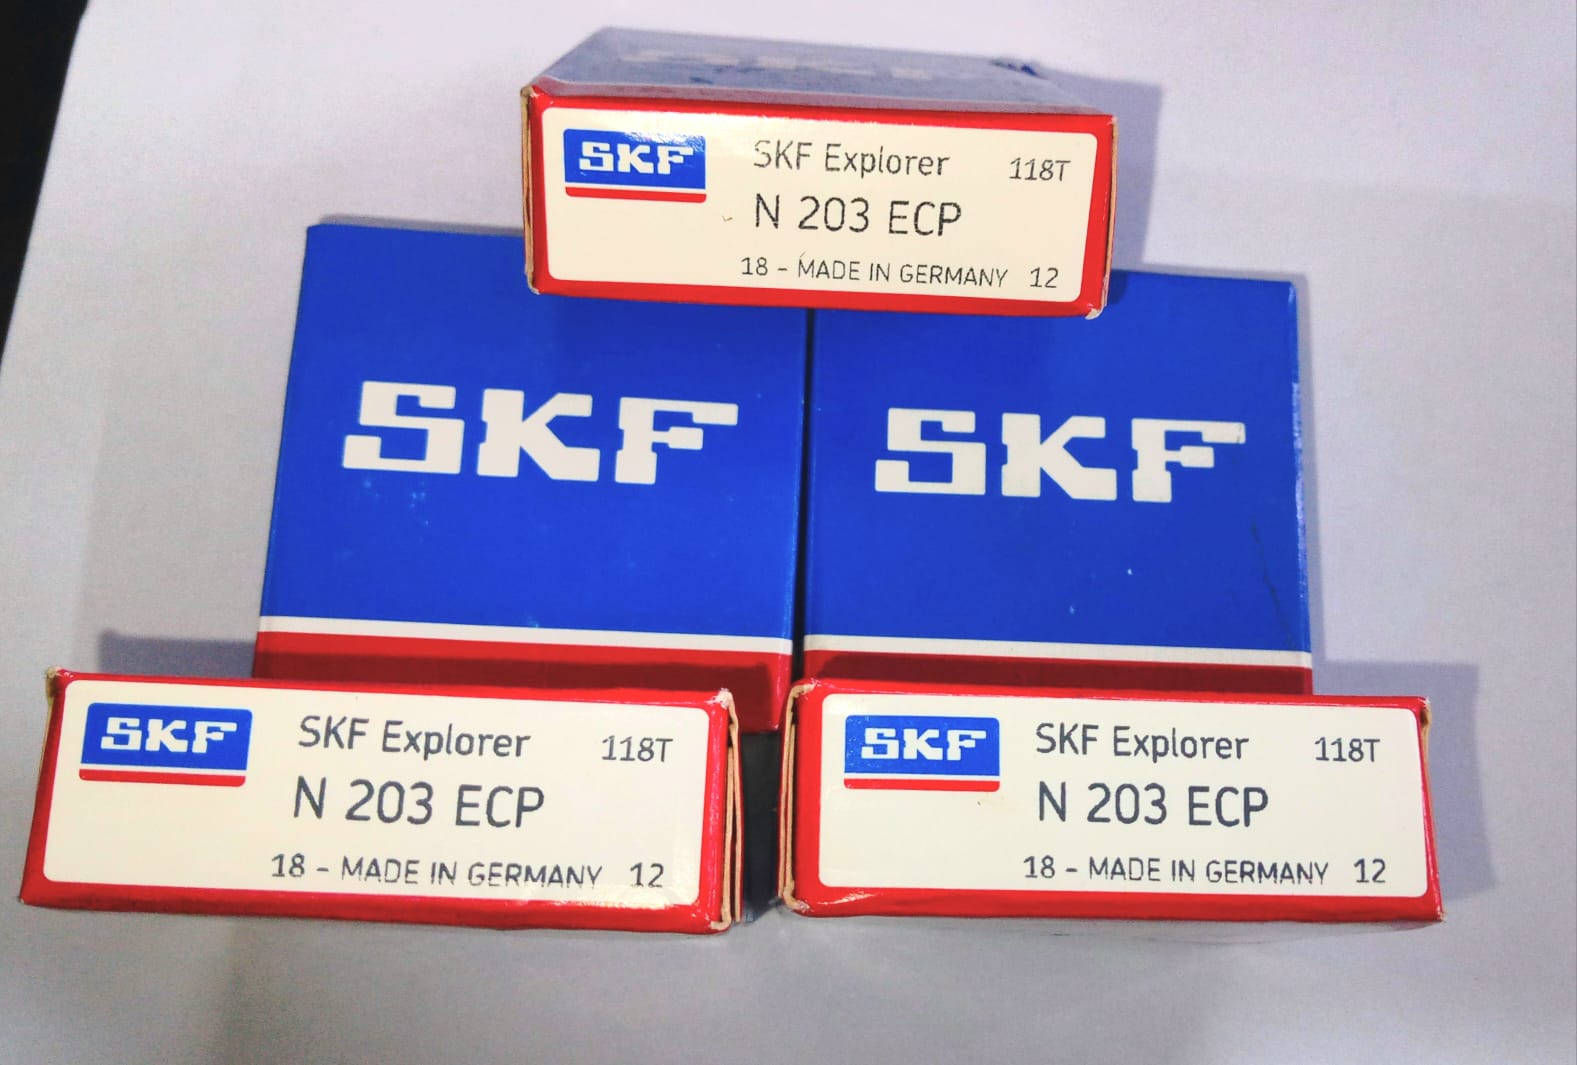 SKF
SKF
SKF Explorer 118T
N 203 ECP
18 - MADE IN GERMANY 12
SKF
SKF
SKF
SKF Explorer 118T
N 203 ECP
18 - MADE IN GERMANY 12
SKF
SKF Explorer 118T
N 203 ECP
18 - MADE IN GERMANY 12